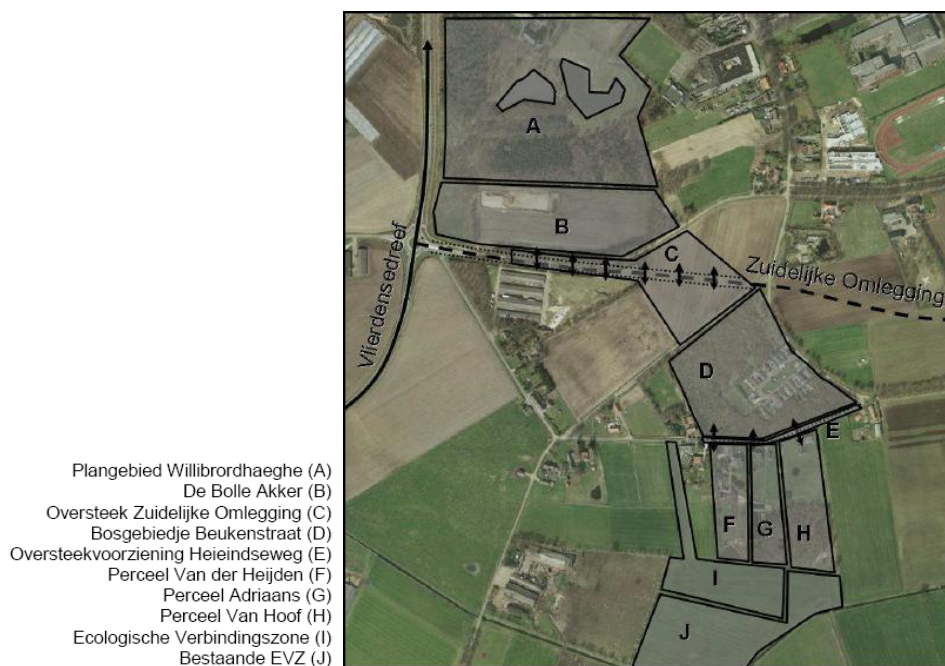 A
B
C
Zuidelijke Omlegging
Vlierdensedreef
D
E
F
G
H
I
J
Plangebied Willibrordhaeghe (A)
De Bolle Akker (B)
Oversteek Zuidelijke Omlegging (C)
Bosgebiedje Beukenstraat (D)
Oversteekvoorziening Heieindseweg (E)
Perceel Van der Heijden (F)
Perceel Adriaans (G)
Perceel Van Hoof (H)
Ecologische Verbindingszone (I)
Bestaande EVZ (J)